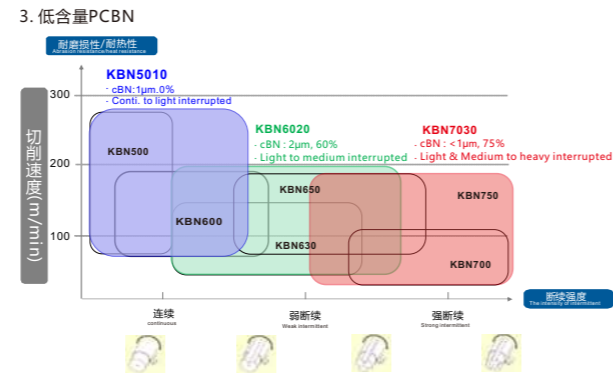 3. 低含量PCBN
耐磨损性/耐热性
Abrasion resistance/heat resistance
切削速度(m/min)
300
200
100
KBN5010
- cBN:1μm.0%
- Conti. to light interrupted
KBN6020
- cBN : 2μm, 60%
- Light to medium interrupted
KBN7030
- cBN : <1μm, 75%
- Light & Medium to heavy interrupted
KBN500
KBN600
KBN650
KBN630
KBN750
KBN700
断续强度
The intensity of intermittent
连续
continuous
弱断续
Weak intermittent
强断续
Strong intermittent